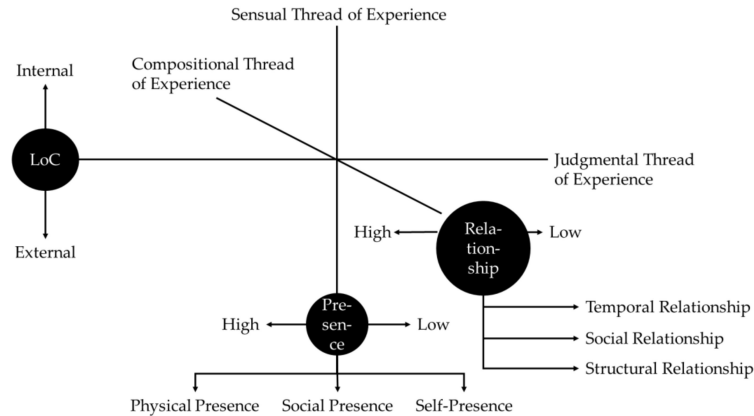 Sensual Thread of Experience
Compositional Thread
of Experience
Internal
LoC
External
Judgmental Thread
of Experience
High
Rela-
tion-
ship
Low
Temporal Relationship
Social Relationship
Structural Relationship
High
Pre-
sen-
ce
Low
Physical Presence
Social Presence
Self-Presence